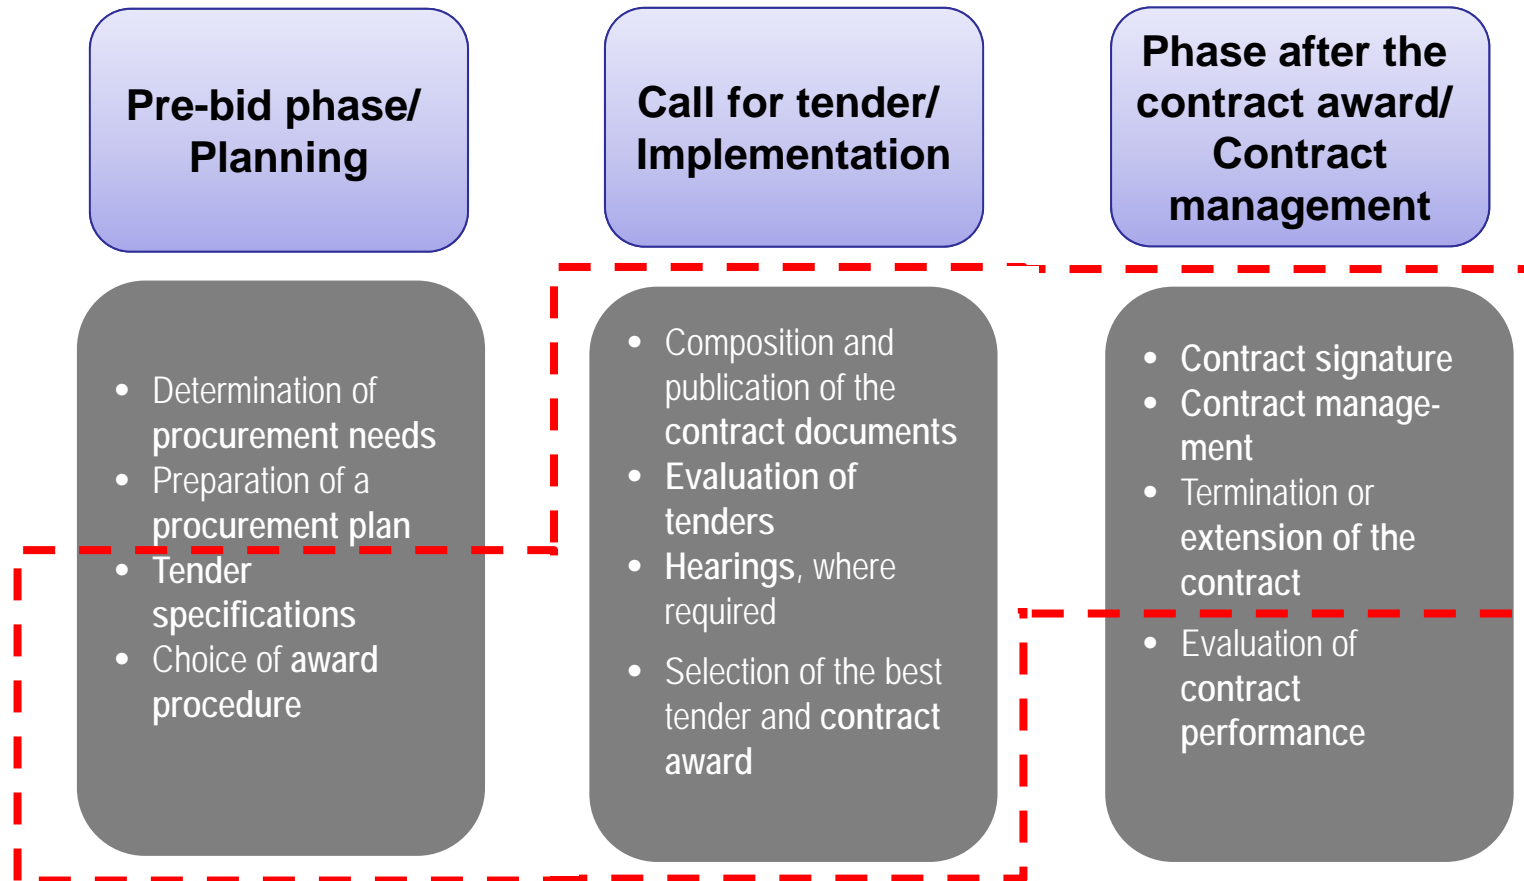 Pre-bid phase/
Planning
Call for tender/
Implementation
Phase after the
contract award/
Contract
management
• Determination of
procurement needs
• Preparation of a
procurement plan
• Tender
specifications
• Choice of award
procedure
• Composition and
publication of the
contract documents
• Evaluation of
tenders
• Hearings, where
required
• Selection of the best
tender and contract
award
• Contract signature
• Contract manage-
ment
• Termination or
extension of the
contract
• Evaluation of
contract
performance